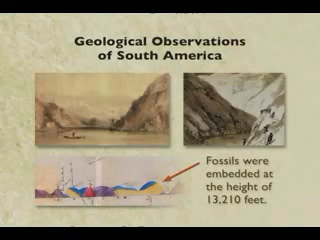 Geological Observations
of South America
Fossils were
embedded at
the height of
13,210 feet.